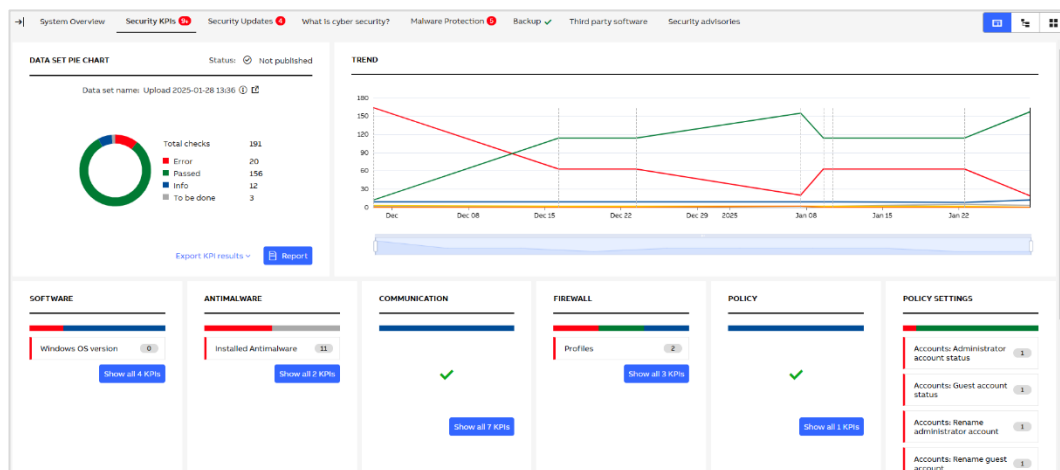 System Overview Security KPIs 9+ Security Updates 4 What is cyber security? Malware Protection 5 Backup Third party software Security advisories
DATA SET PIE CHART Status: Not published
Data set name: Upload 2025-01-28 13:36
Total checks 191
Error 20
Passed 156
Info 12
To be done 3
Export KPI results Report
TREND
180
150
120
90
60
30
0
Dec Dec 08 Dec 15 Dec 22 Dec 29 2025 Jan 08 Jan 15 Jan 22
SOFTWARE
Windows OS version 0
Show all 4 KPIs
ANTIMALWARE
Installed Antimalware 11
Show all 2 KPIs
COMMUNICATION
Show all 7 KPIs
FIREWALL
Profiles 2
Show all 3 KPIs
POLICY
Show all 1 KPIs
POLICY SETTINGS
Accounts: Administrator
account status 1
Accounts: Guest account
status 1
Accounts: Rename
administrator account 1
Accounts: Rename guest
account 1